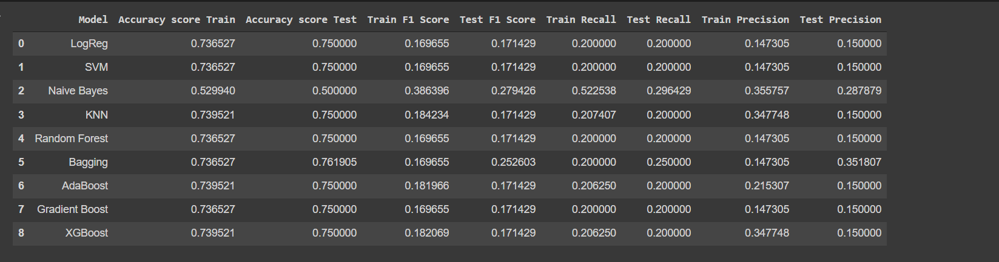 Model Accuracy score Train Accuracy score Test Train F1 Score Test F1 Score Train Recall Test Recall Train Precision Test Precision
0 LogReg 0.736527 0.750000 0.169655 0.171429 0.200000 0.200000 0.147305 0.150000
1 SVM 0.736527 0.750000 0.169655 0.171429 0.200000 0.200000 0.147305 0.150000
2 Naive Bayes 0.529940 0.500000 0.386396 0.279426 0.522538 0.296429 0.355757 0.287879
3 KNN 0.739521 0.750000 0.184234 0.171429 0.207407 0.200000 0.347748 0.150000
4 Random Forest 0.736527 0.750000 0.169655 0.171429 0.200000 0.200000 0.147305 0.150000
5 Bagging 0.736527 0.761905 0.169655 0.252603 0.200000 0.250000 0.147305 0.351807
6 AdaBoost 0.739521 0.750000 0.181966 0.171429 0.206250 0.200000 0.215307 0.150000
7 Gradient Boost 0.736527 0.750000 0.169655 0.171429 0.200000 0.200000 0.147305 0.150000
8 XGBoost 0.739521 0.750000 0.182069 0.171429 0.206250 0.200000 0.347748 0.150000